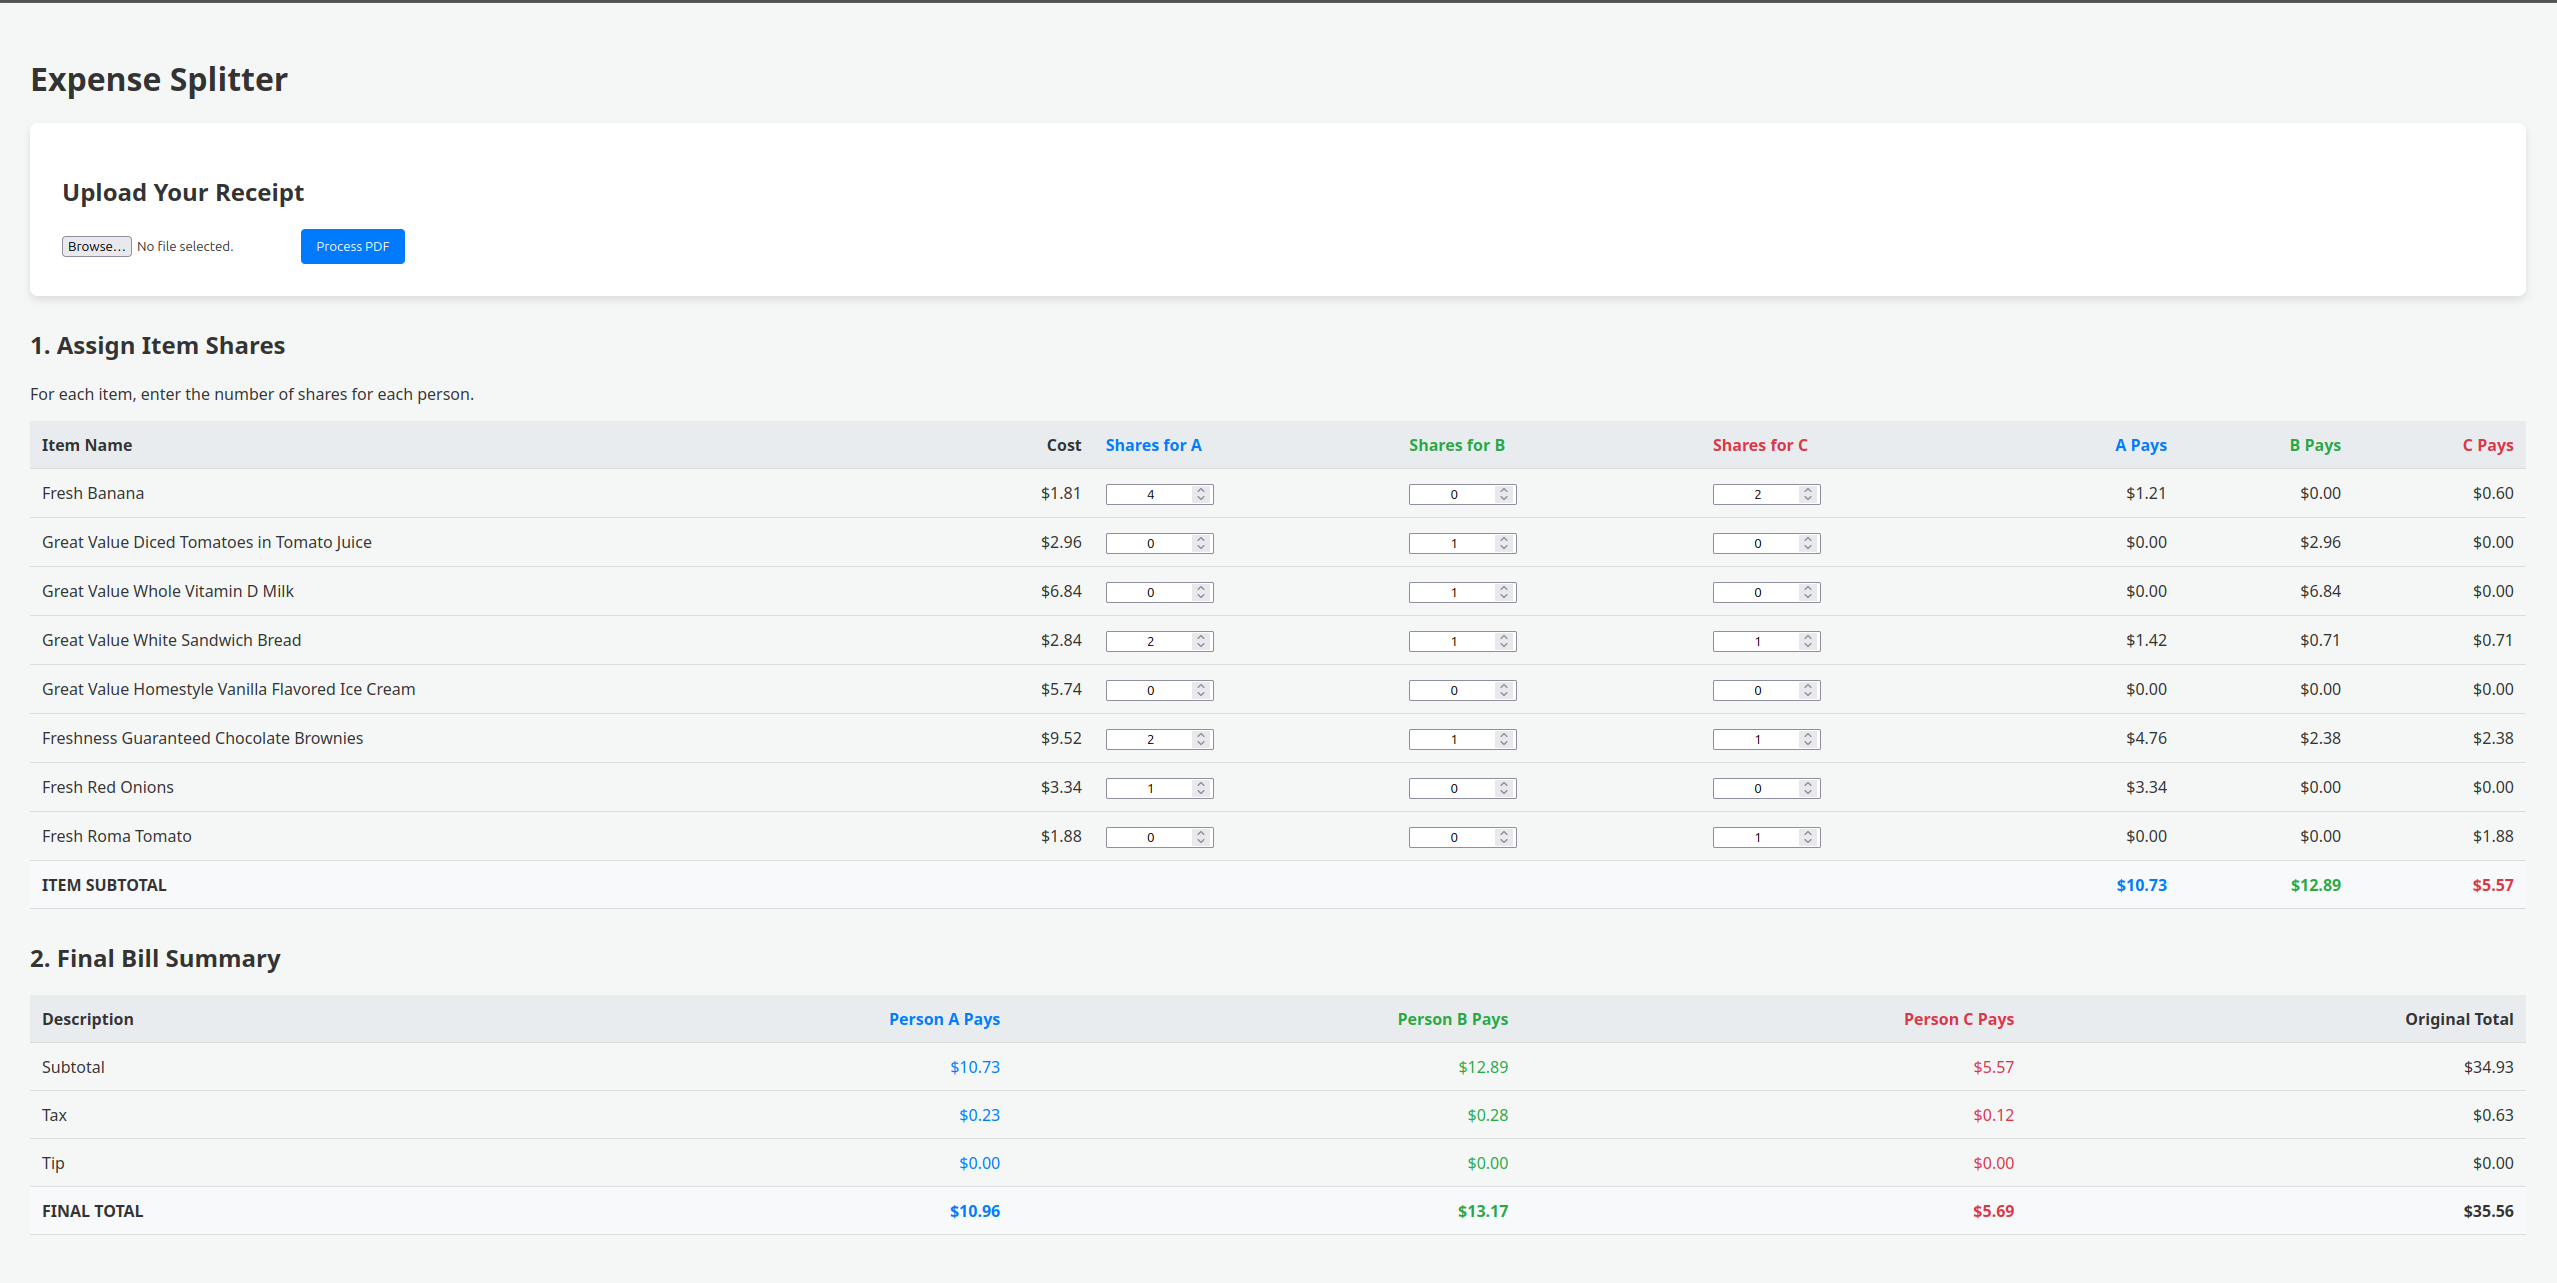 Expense Splitter
Upload Your Receipt
Browse... No file selected. Process PDF
1. Assign Item Shares
For each item, enter the number of shares for each person.
Item Name Cost Shares for A Shares for B Shares for C A Pays B Pays C Pays
Fresh Banana $1.81 4 0 2 $1.21 $0.00 $0.60
Great Value Diced Tomatoes in Tomato Juice $2.96 0 1 0 $0.00 $2.96 $0.00
Great Value Whole Vitamin D Milk $6.84 0 1 0 $0.00 $6.84 $0.00
Great Value White Sandwich Bread $2.84 2 1 1 $1.42 $0.71 $0.71
Great Value Homestyle Vanilla Flavored Ice Cream $5.74 0 0 0 $0.00 $0.00 $0.00
Freshness Guaranteed Chocolate Brownies $9.52 2 1 1 $4.76 $2.38 $2.38
Fresh Red Onions $3.34 1 0 0 $3.34 $0.00 $0.00
Fresh Roma Tomato $1.88 0 0 1 $0.00 $0.00 $1.88
ITEM SUBTOTAL $10.73 $12.89 $5.57
2. Final Bill Summary
Description Person A Pays Person B Pays Person C Pays Original Total
Subtotal $10.73 $12.89 $5.57 $34.93
Tax $0.23 $0.28 $0.12 $0.63
Tip $0.00 $0.00 $0.00 $0.00
FINAL TOTAL $10.96 $13.17 $5.69 $35.56